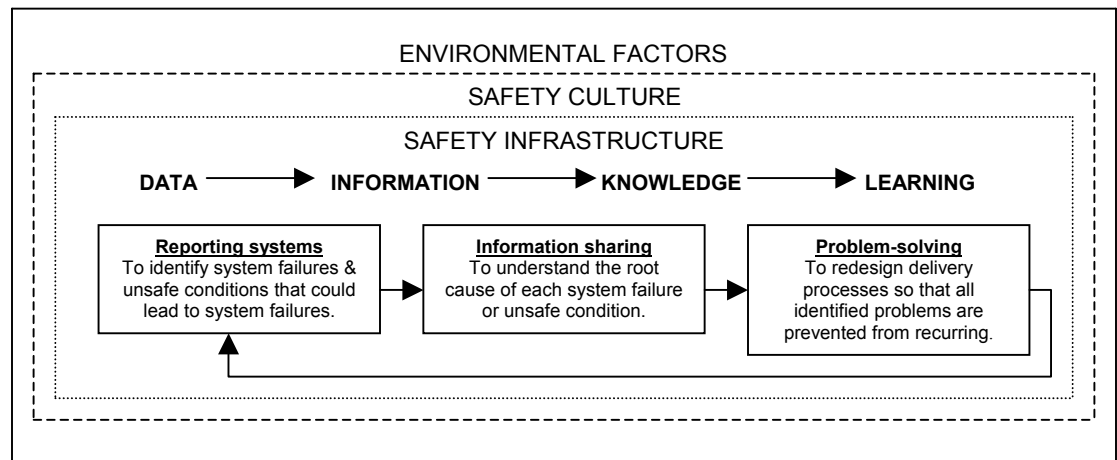 ENVIRONMENTAL FACTORS
SAFETY CULTURE
SAFETY INFRASTRUCTURE
DATA INFORMATION KNOWLEDGE LEARNING
Reporting systems
To identify system failures &
unsafe conditions that could
lead to system failures.
Information sharing
To understand the root
cause of each system failure
or unsafe condition.
Problem-solving
To redesign delivery
processes so that all
identified problems are
prevented from recurring.